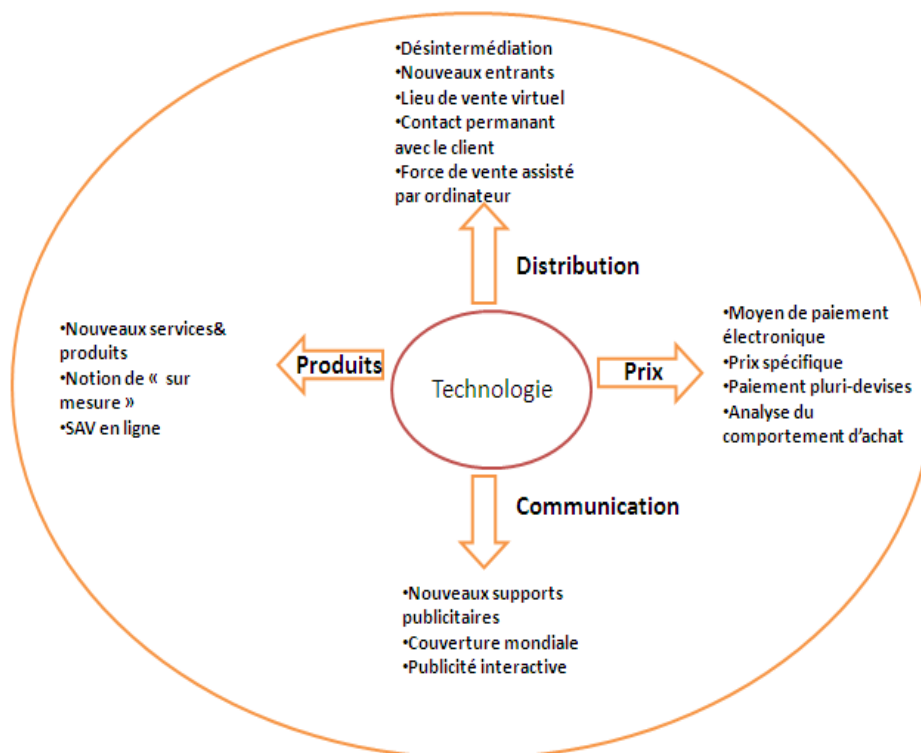 •Désintermédiation
•Nouveaux entrants
•Lieu de vente virtuel
•Contact permanant
avec le client
•Force de vente assisté
par ordinateur
Distribution
•Nouveaux services&
produits
•Notion de « sur
mesure »
•SAV en ligne
Produits
Technologie
Prix
•Moyen de paiement
électronique
•Prix spécifique
•Paiement pluri-devises
•Analyse du
comportement d'achat
Communication
•Nouveaux supports
publicitaires
•Couverture mondiale
•Publicité interactive